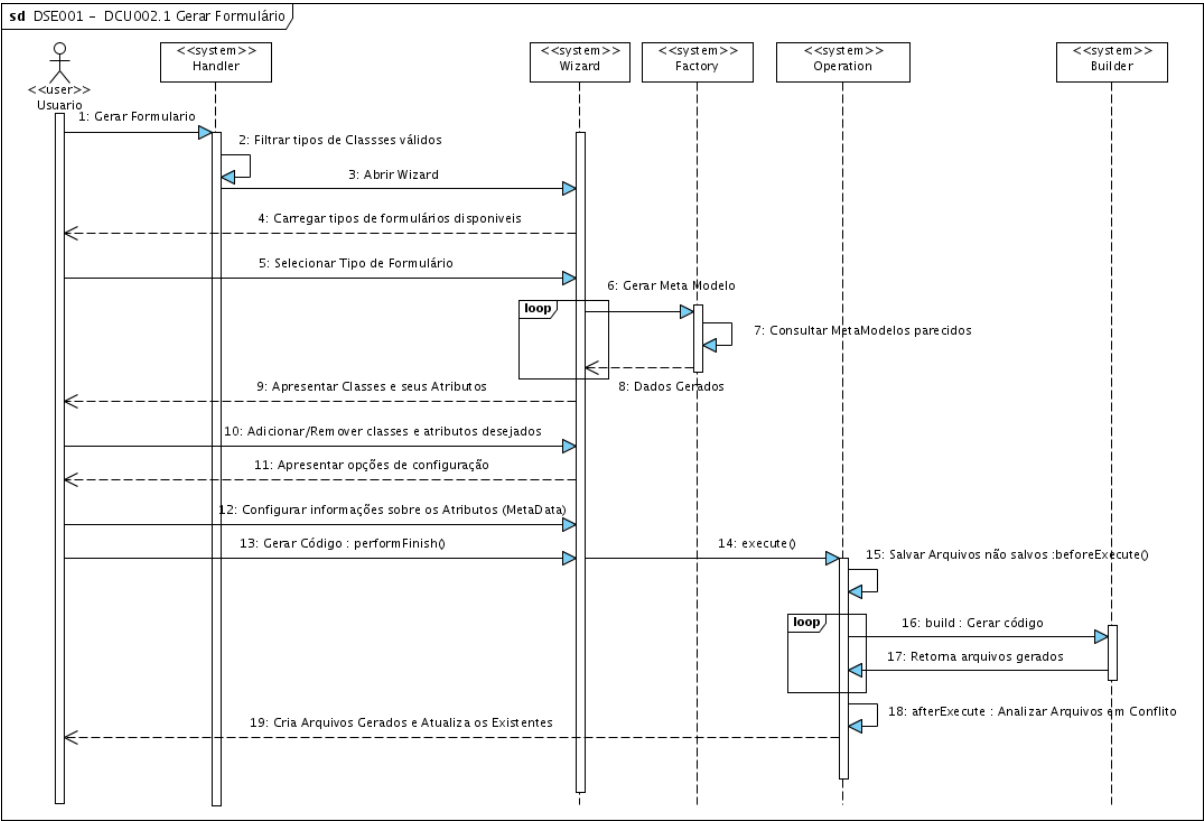 sd DSE001 - DCU002.1 Gerar Formulário
<<user>>
Usuario
<<system>>
Handler
<<system>>
Wizard
<<system>>
Factory
<<system>>
Operation
<<system>>
Builder
1: Gerar Formulario
2: Filtrar tipos de Classses válidos
3: Abrir Wizard
4: Carregar tipos de formulários disponiveis
5: Selecionar Tipo de Formulário
6: Gerar Meta Modelo
loop
7: Consultar MetaModelos parecidos
8: Dados Gerados
9: Apresentar Classes e seus Atributos
10: Adicionar/Remover classes e atributos desejados
11: Apresentar opções de configuração
12: Configurar informações sobre os Atributos (MetaData)
13: Gerar Código : performFinish()
14: execute()
15: Salvar Arquivos não salvos :beforeExecute()
loop
16: build : Gerar código
17: Retorna arquivos gerados
18: afterExecute : Analizar Arquivos em Conflito
19: Cria Arquivos Gerados e Atualiza os Existentes